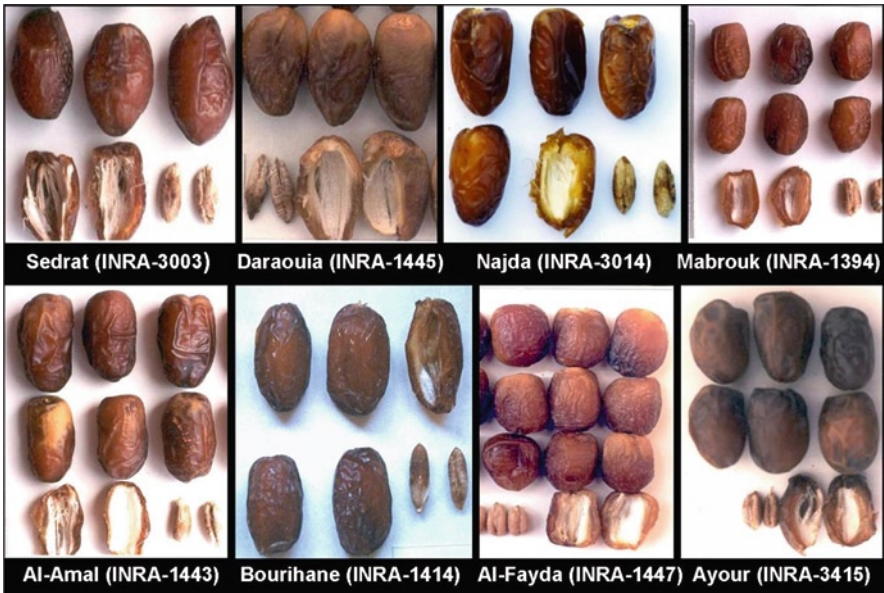 Sedrat (INRA-3003) Daraouia (INRA-1445) Najda (INRA-3014) Mabrouk (INRA-1394)
Al-Amal (INRA-1443) Bourihane (INRA-1414) Al-Fayda (INRA-1447) Ayour (INRA-3415)